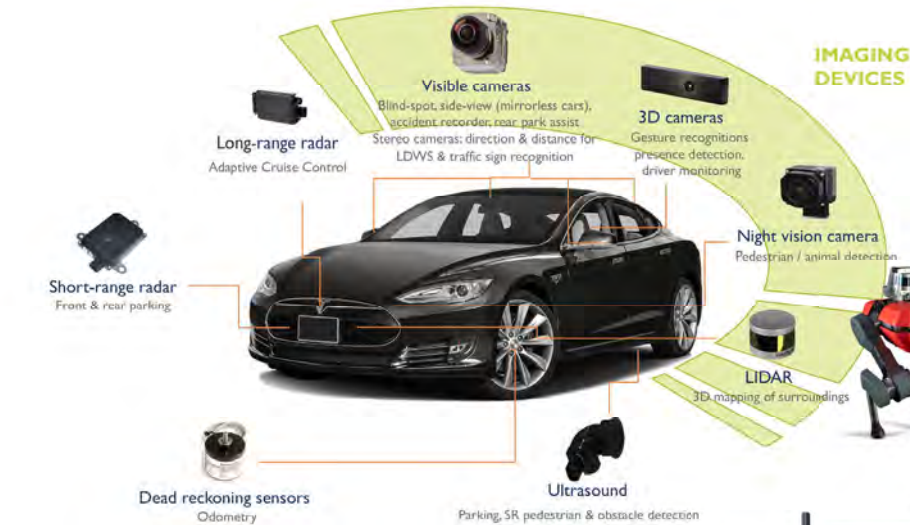 IMAGING
DEVICES
Visible cameras
Blind-spot, side-view (mirrorless cars),
accident recorder, rear park assist
Stereo cameras: direction & distance for
LDWS & traffic sign recognition
3D cameras
Gesture recognitions
presence detection,
driver monitoring
Long-range radar
Adaptive Cruise Control
Night vision camera
Pedestrian / animal detection
Short-range radar
Front & rear parking
LIDAR
3D mapping of surroundings
Dead reckoning sensors
Odometry
Ultrasound
Parking, SR pedestrian & obstacle detection